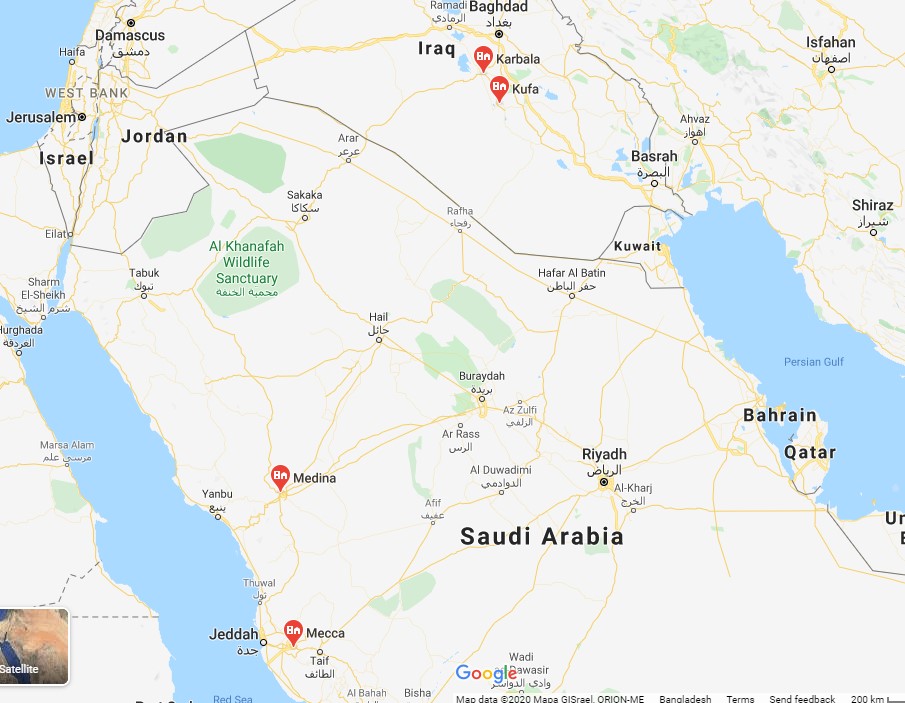 Ramadi
الرمادي
Baghdad
بغداد
Damascus
دمشق
Iraq
Karbala
Isfahan
اصفهان
Haifa
WEST BANK
Kufa
Jerusalem
Jordan
Ahvaz
اهواز
Israel
Arar
عرعر
Basrah
البصرة
Sakaka
سكاكا
Rafha
رفحاء
Shiraz
شیراز
Eilat
Al Khanafah
Wildlife
Sanctuary
محمية الخنفة
Kuwait
Tabuk
تبوك
Hafar Al Batin
حفر الباطن
Sharm
El-Sheikh
شرم الشيخ
Hail
حائل
Hurghada
الغردقة
Persian Gulf
Buraydah
بريدة
Az Zulfi
الزلفي
Bahrain
Ar Rass
الرس
Marsa Alam
مرسي علم
Qatar
Riyadh
الرياض
Al Duwadimi
الدوادمي
Medina
Al-Kharj
الخرج
Yanbu
ينبع
Afif
عفيف
Saudi Arabia
Thuwal
ثول
Jeddah
جدة
Mecca
Taif
الطائف
Satellite
Wadi
وادي الدواسر
Google
Al Bahah
Bisha
Red Sea
Map data ©2020 Mapa GISrael, ORION-ME Bangladesh Terms Send feedback 200 km